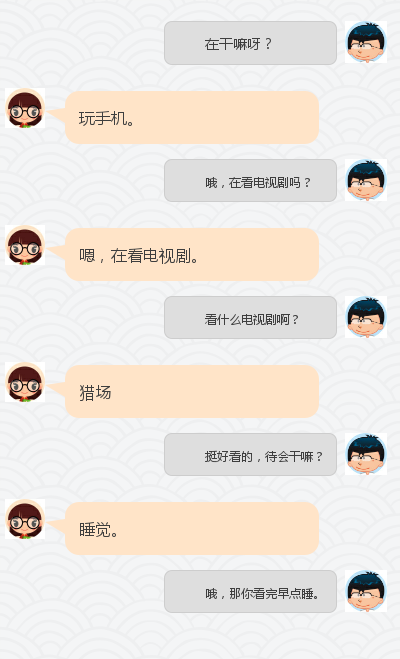 在干嘛呀？
玩手机。
哦，在看电视剧吗？
嗯，在看电视剧。
看什么电视剧啊？
猎场
挺好看的，待会干嘛？
睡觉。
哦，那你看完早点睡。